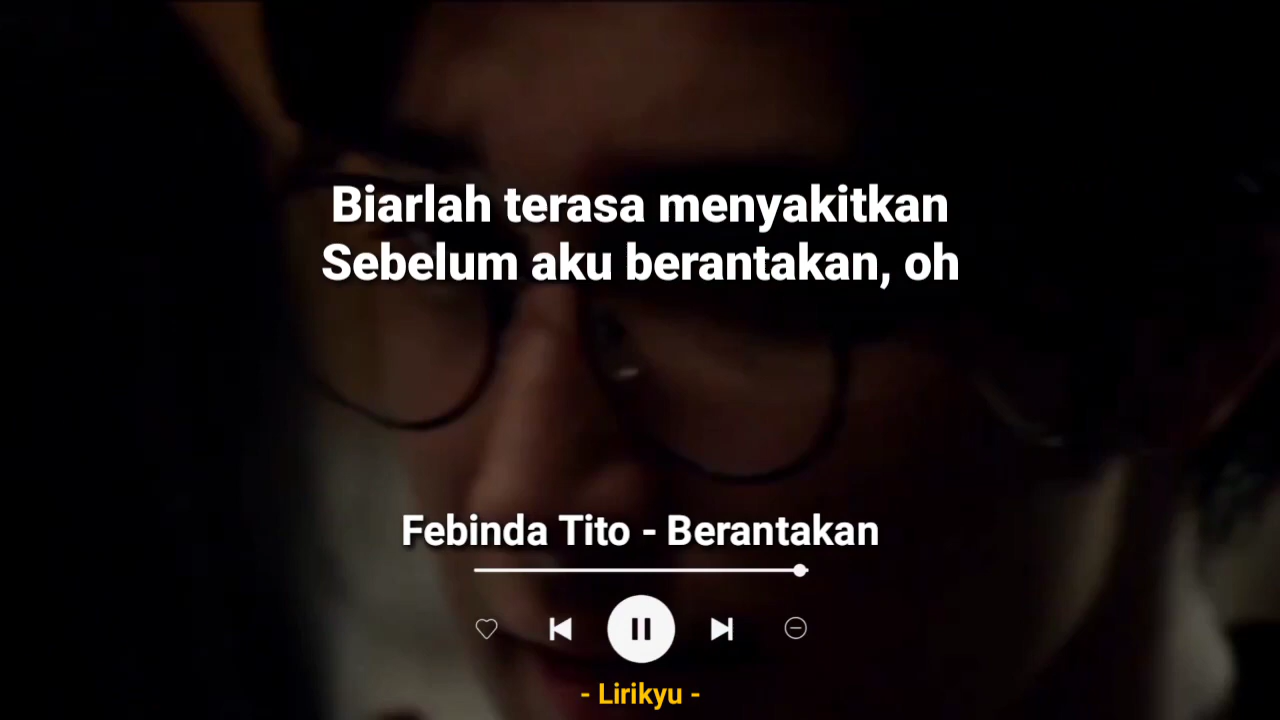 Biarlah terasa menyakitkan
Sebelum aku berantakan, oh
Febinda Tito - Berantakan
- Lirikyu -